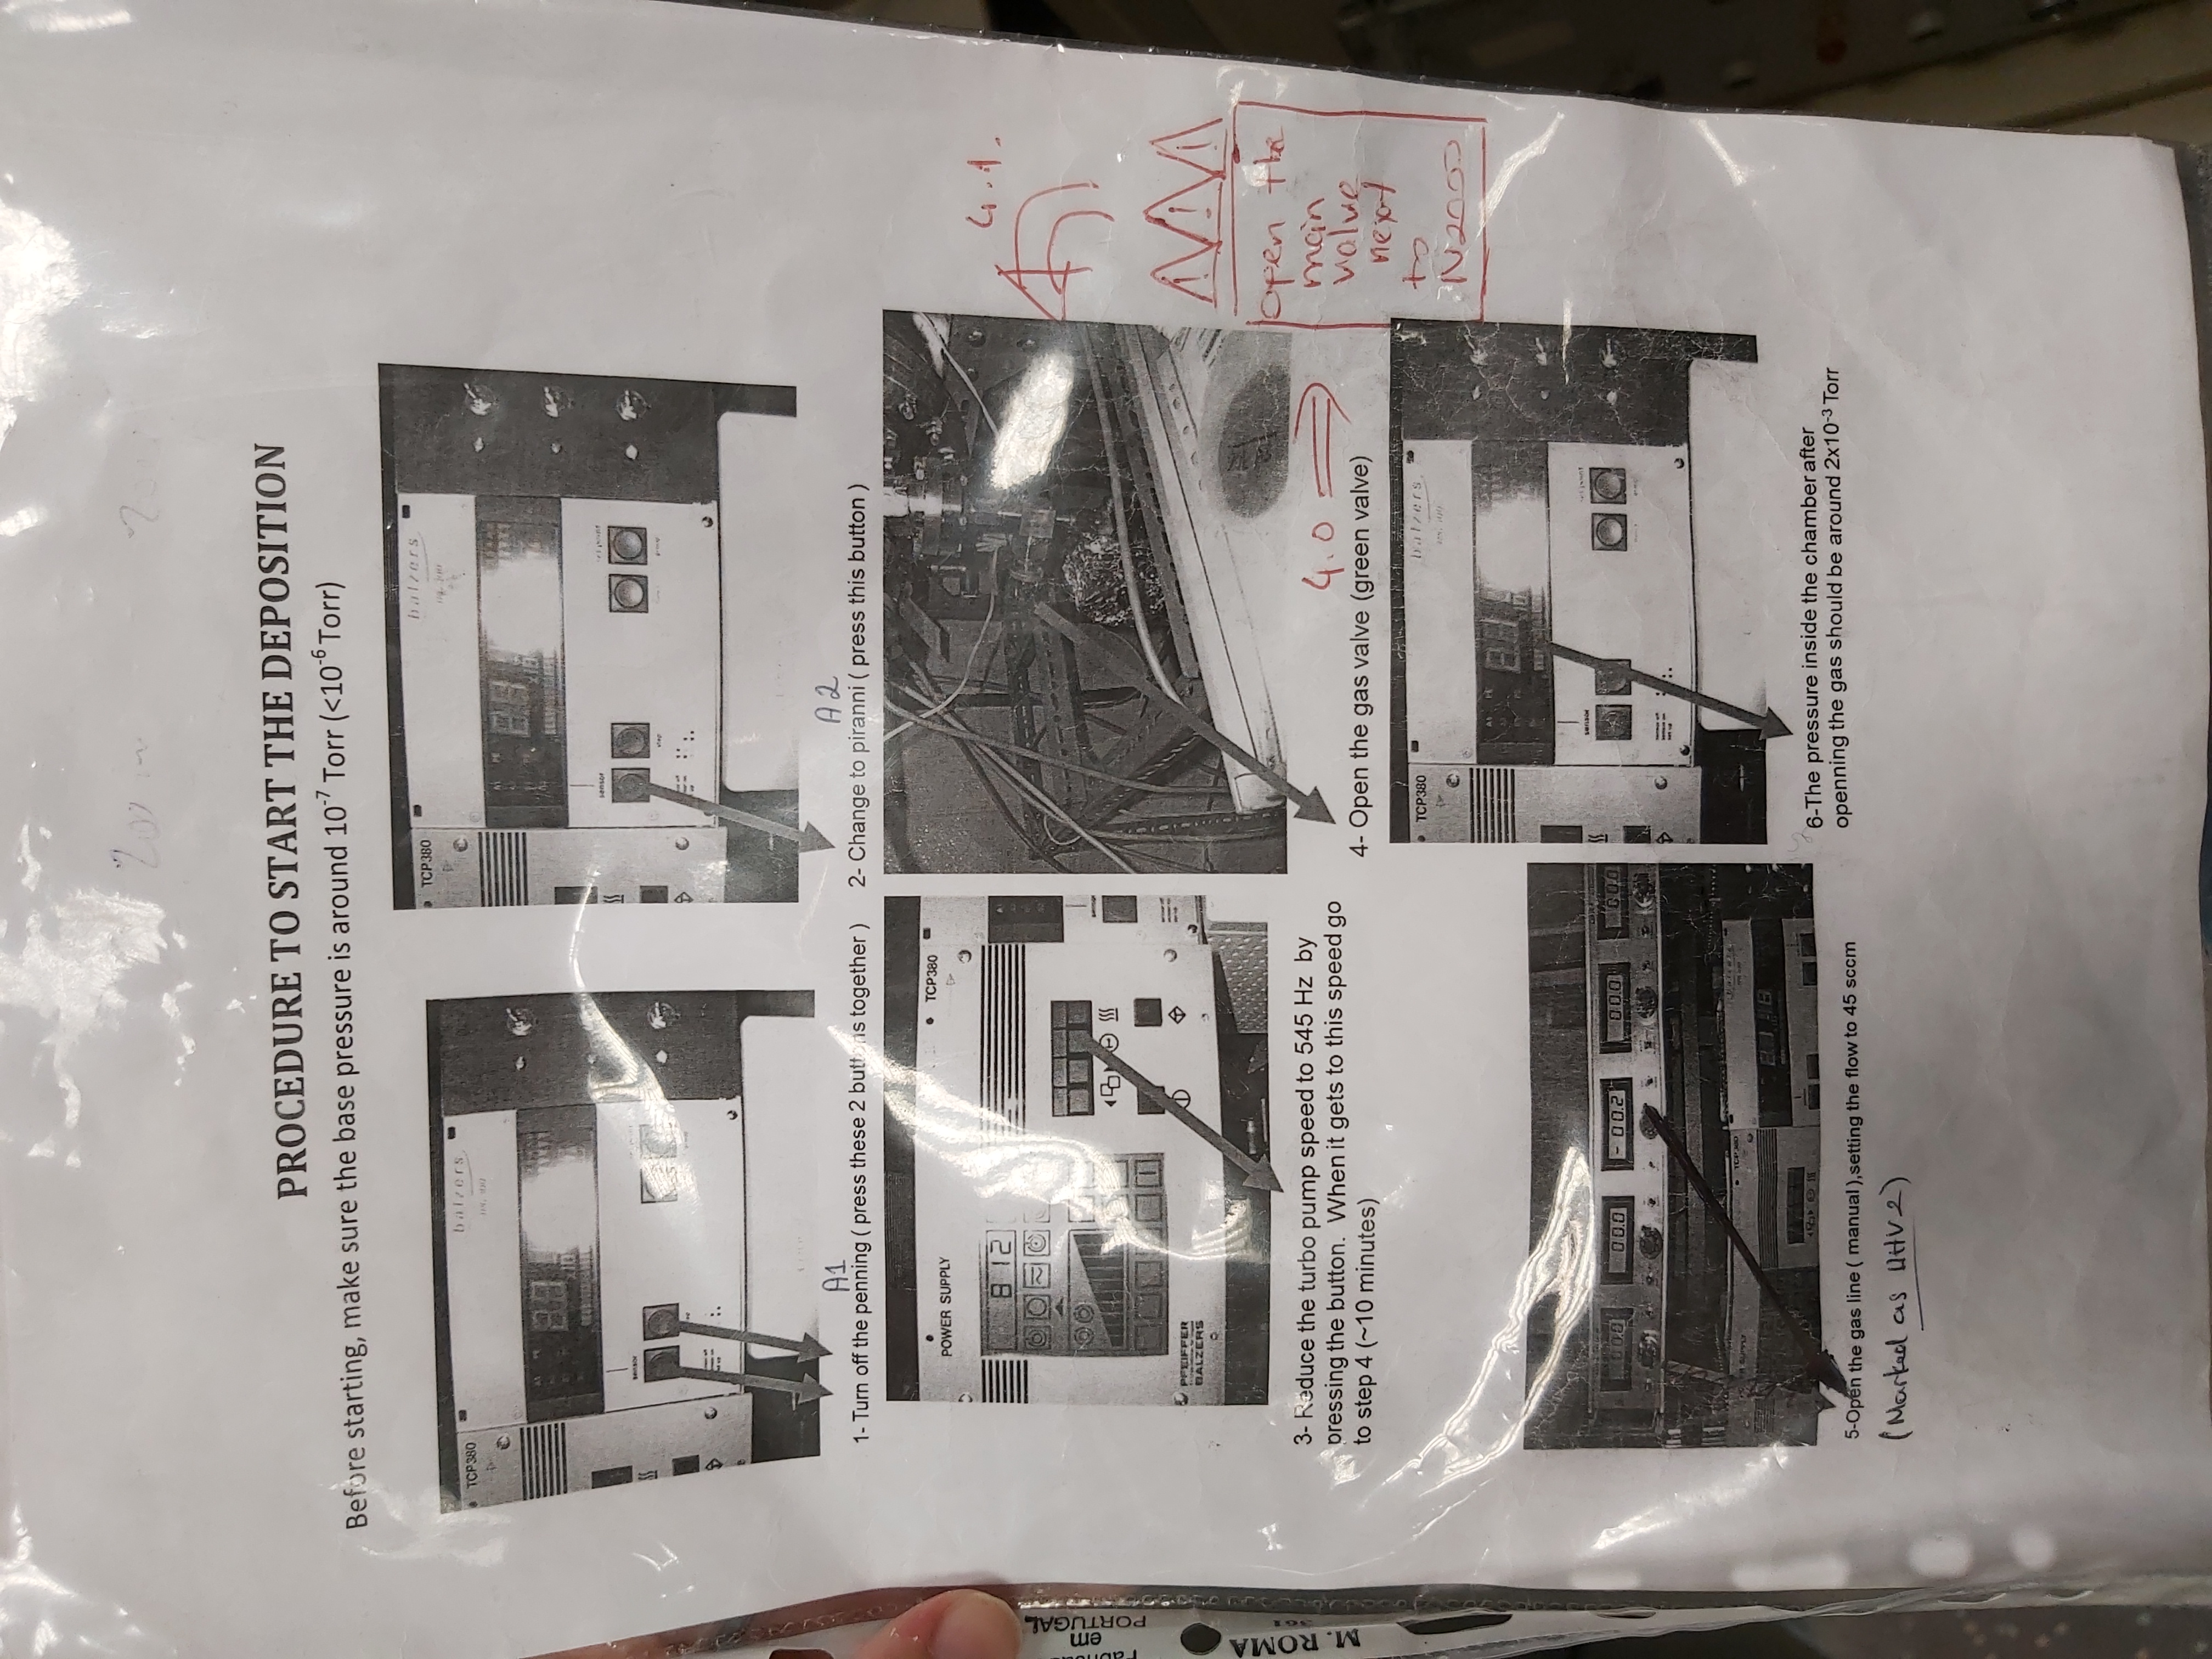 PROCEDURE TO START THE DEPOSITION
Before starting, make sure the base pressure is around 10⁻⁷ Torr (<10⁻⁶ Torr)
TCP380
balzers
sensor
TCP380
balzers
sensor
step
A1
1- Turn off the penning ( press these 2 buttons together )
A2
2- Change to piranni ( press this button )
POWER SUPPLY
TCP380
812
PFEIFFER
BALZERS
3- Reduce the turbo pump speed to 545 Hz by
pressing the button. When it gets to this speed go
to step 4 (~10 minutes)
4.1.
4.0
4- Open the gas valve (green valve)
open the
main
valve
next
to
N2000
00.0
00.0
- 00.2
00.0
00.0
TCP380
5-Open the gas line ( manual ),setting the flow to 45 sccm
(Marked as UHV2)
TCP380
balzers
sensor
6-The pressure inside the chamber after
openning the gas should be around 2x10⁻³ Torr
em
PORTUGAL
M. ROMA